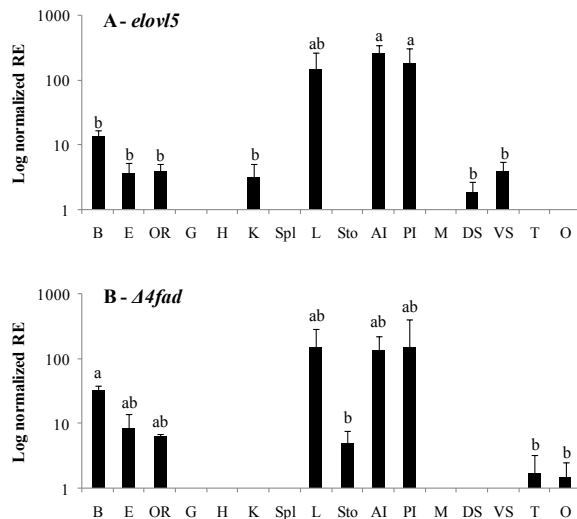 A - elovl5
Log normalized RE
1000
100
10
1
b
b
b
b
ab
a
a
b
b
B E OR G H K Spl L Sto AI PI M DS VS T O
B - Δ4fad
Log normalized RE
1000
100
10
1
a
ab
ab
ab
b
ab
ab
b
b
B E OR G H K Spl L Sto AI PI M DS VS T O